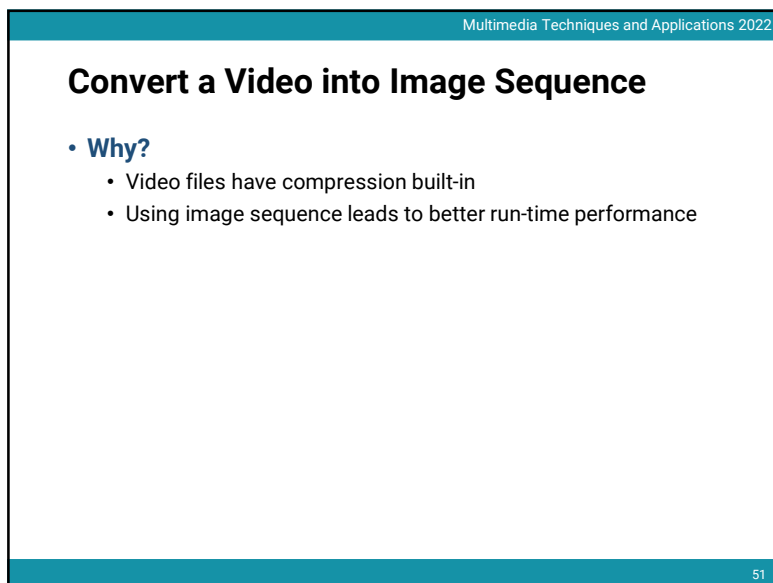 Multimedia Techniques and Applications 2022
Convert a Video into Image Sequence
• Why?
• Video files have compression built-in
• Using image sequence leads to better run-time performance
51